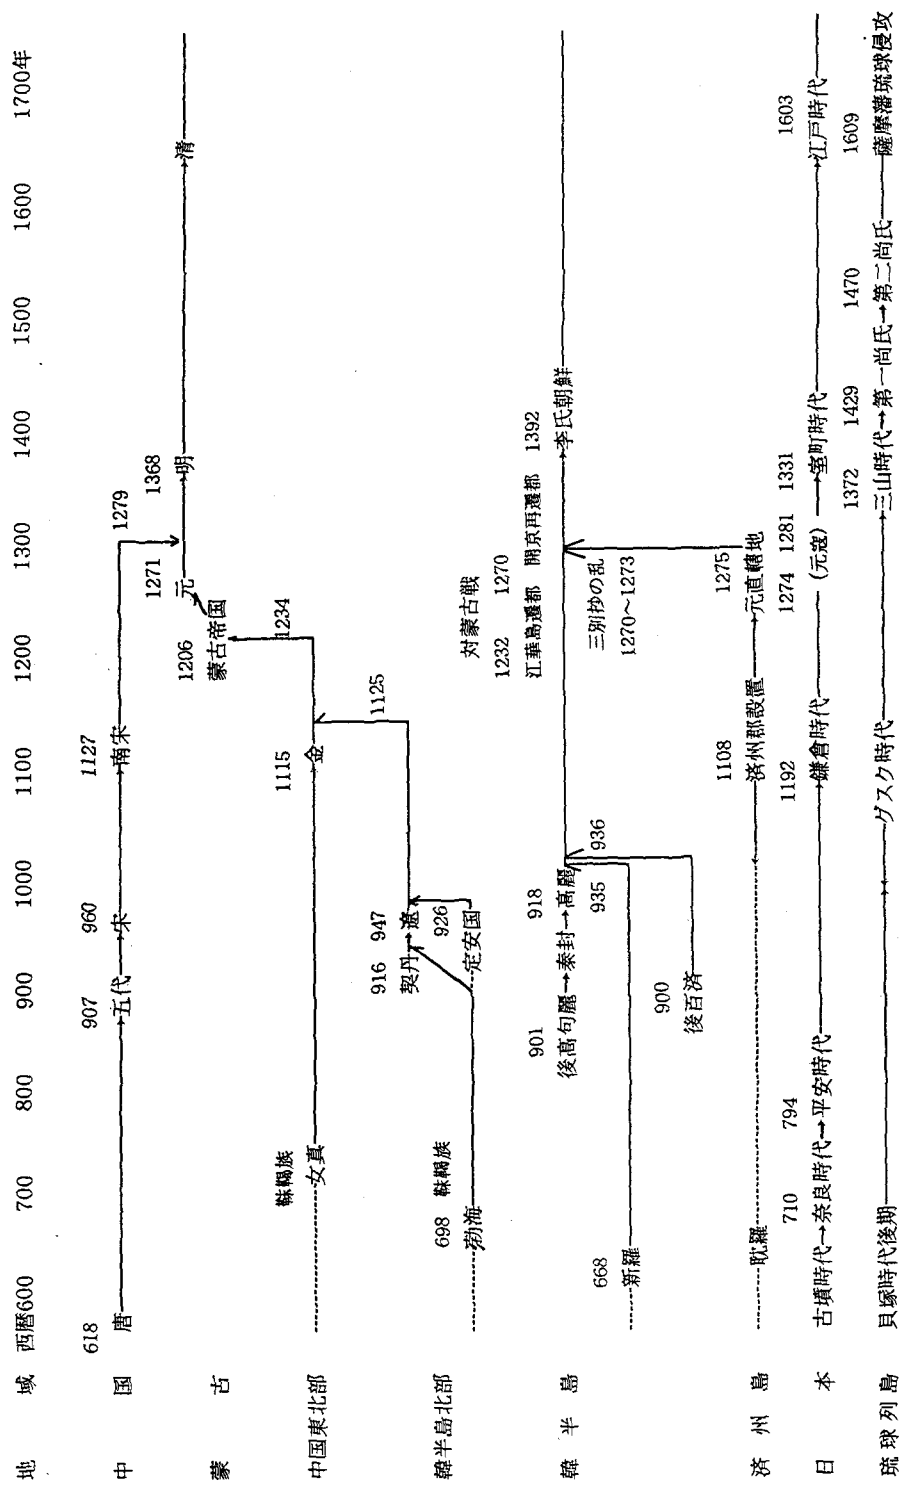 地域 西暦600 700 800 900 1000 1100 1200 1300 1400 1500 1600 1700年
618 907 960 1127 1279
中国 唐 五代 宋 南宋
1271 1368
元 明 清
1206
蒙古 蒙古帝国
1234
靺鞨族 1115
中国東北部 女真 金
1125
916 947
契丹 遼
698 靺鞨族 926
韓半島北部 渤海 定安国
対蒙古戦
1232 1270
江華島遷都 開京再遷都 1392
901 918
韓半島 後高句麗→泰封→高麗 李氏朝鮮
935 936
三別抄の乱
1270〜1273
668
新羅
900
後百済
1108 1275
済州島 耽羅 済州郡設置 元直轄地
710 794 1192 1274 1281 1331 1603
日本 古墳時代→奈良時代→平安時代 鎌倉時代 (元寇) 室町時代 江戸時代
1372 1429 1470 1609
琉球列島 貝塚時代後期 グスク時代 三山時代→第一尚氏→第二尚氏 薩摩藩琉球侵攻